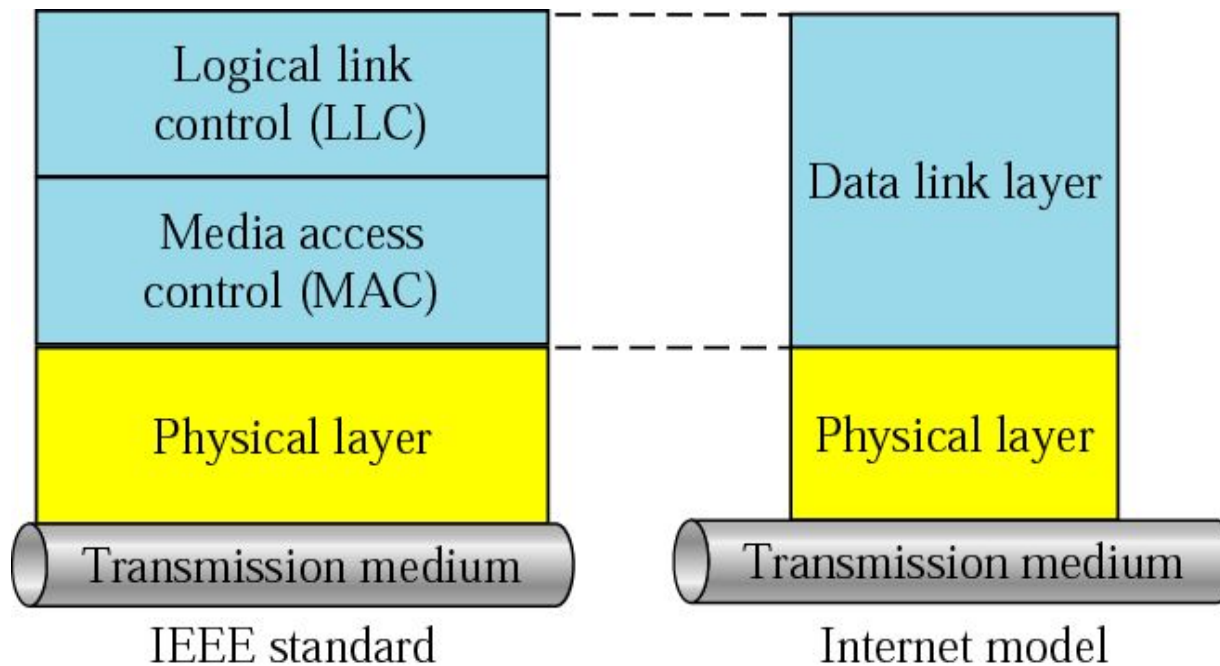 Logical link
control (LLC)
Media access
control (MAC)
Physical layer
Transmission medium
IEEE standard
Data link layer
Physical layer
Transmission medium
Internet model